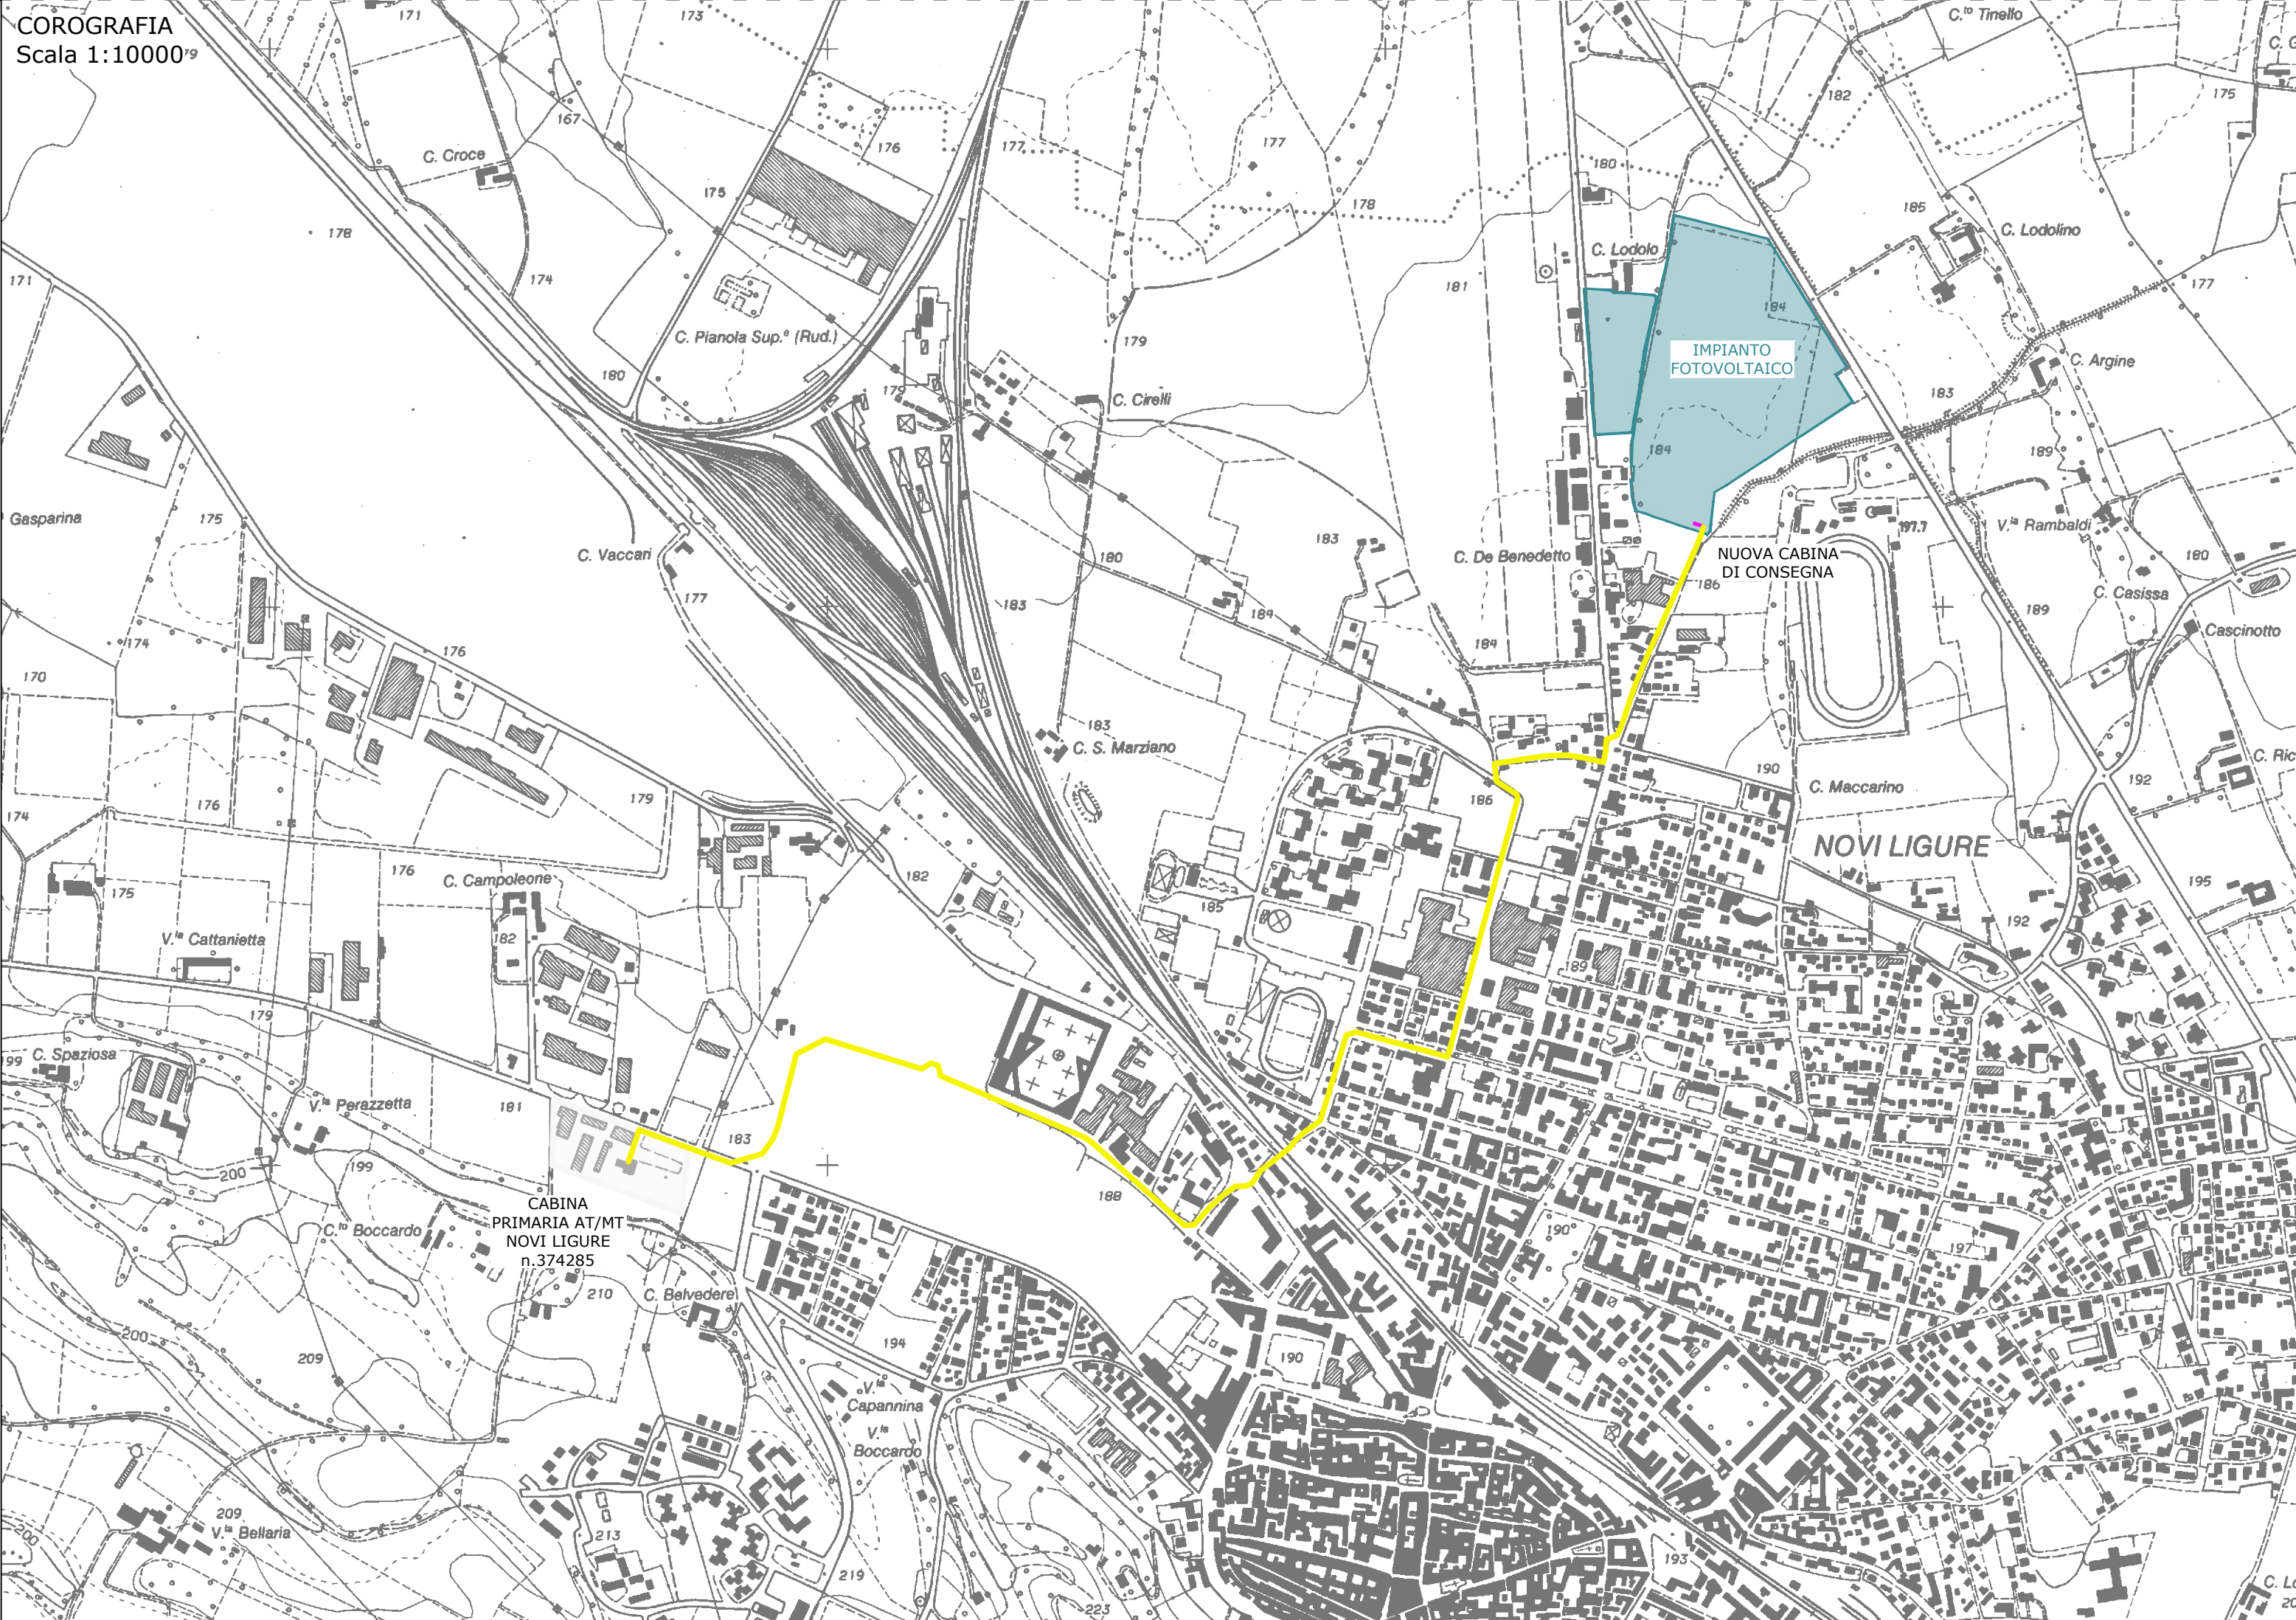 COROGRAFIA
Scala 1:10000
171
173
C.to Tinello
182
175
167
C. Croce
176
177
177
180
175
178
185
C. Lodolino
178
174
C. Lodolo
171
181
177
184
C. Pianola Sup.e (Rud.)
179
IMPIANTO
FOTOVOLTAICO
C. Argine
180
179
C. Cirelli
183
184
189
Gasparina
175
197.7
V.la Rambaldi
C. Vaccari
180
183
C. De Benedetto
NUOVA CABINA
DI CONSEGNA
180
186
177
183
184
189
C. Casissa
Cascinotto
174
176
184
170
183
C. S. Marziano
190
C. Maccarino
C. Ric
192
179
186
176
174
NOVI LIGURE
176
C. Campoleone
182
195
175
185
192
182
V.la Cattanietta
189
179
199
C. Spaziosa
V.la Perazzetta
181
183
199
200
188
CABINA
PRIMARIA AT/MT
NOVI LIGURE
n.374285
C.to Boccardo
190
197
210
C. Belvedere
200
194
209
190
V.la
Capannina
V.la
Boccardo
209
V.la Bellaria
200
213
193
219
223